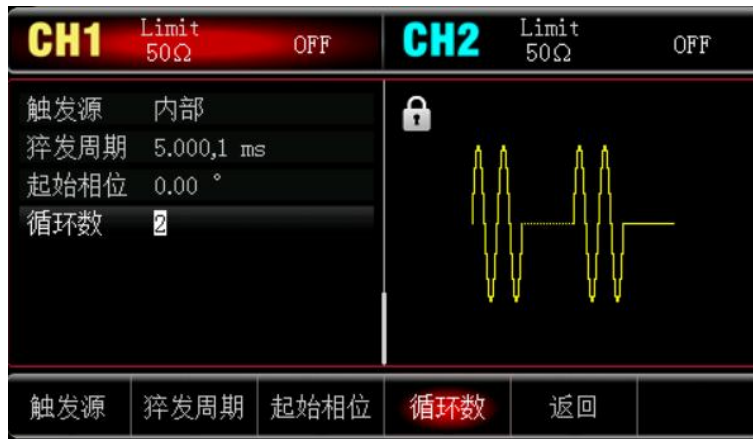 CH1 Limit 50Ω OFF CH2 Limit 50Ω OFF
触发源 内部
猝发周期 5.000,1 ms
起始相位 0.00 °
循环数 2
触发源 猝发周期 起始相位 循环数 返回